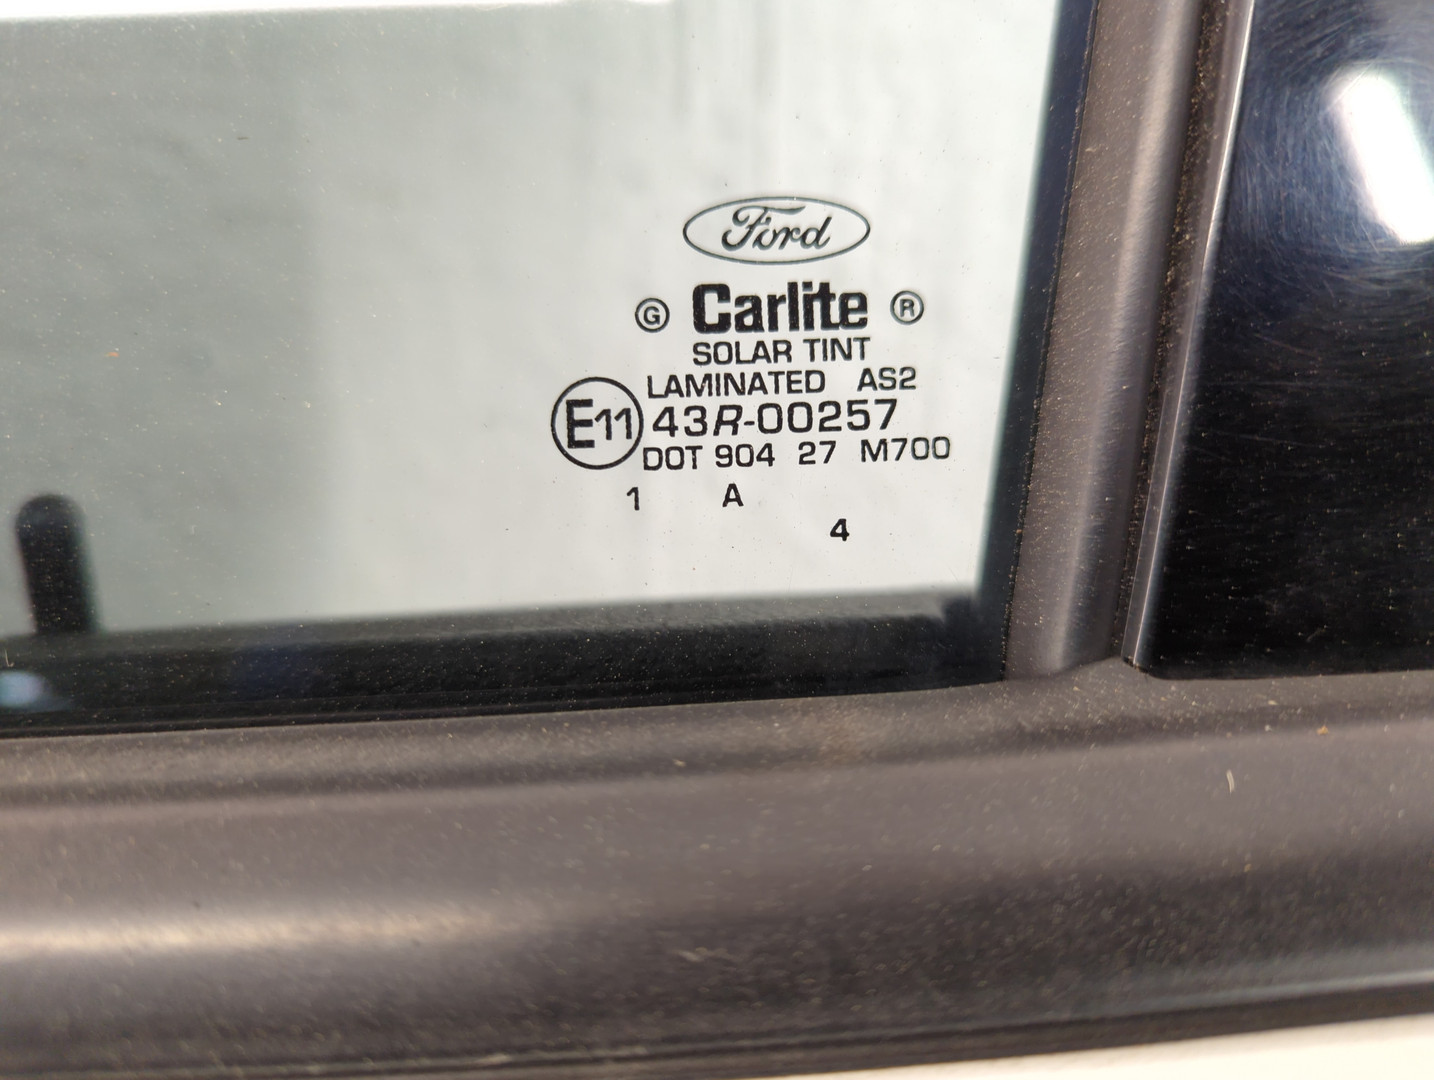 Ford
G Carlite ®
SOLAR TINT
LAMINATED AS2
E11 43R-00257
DOT 904 27 M700
1 A
4